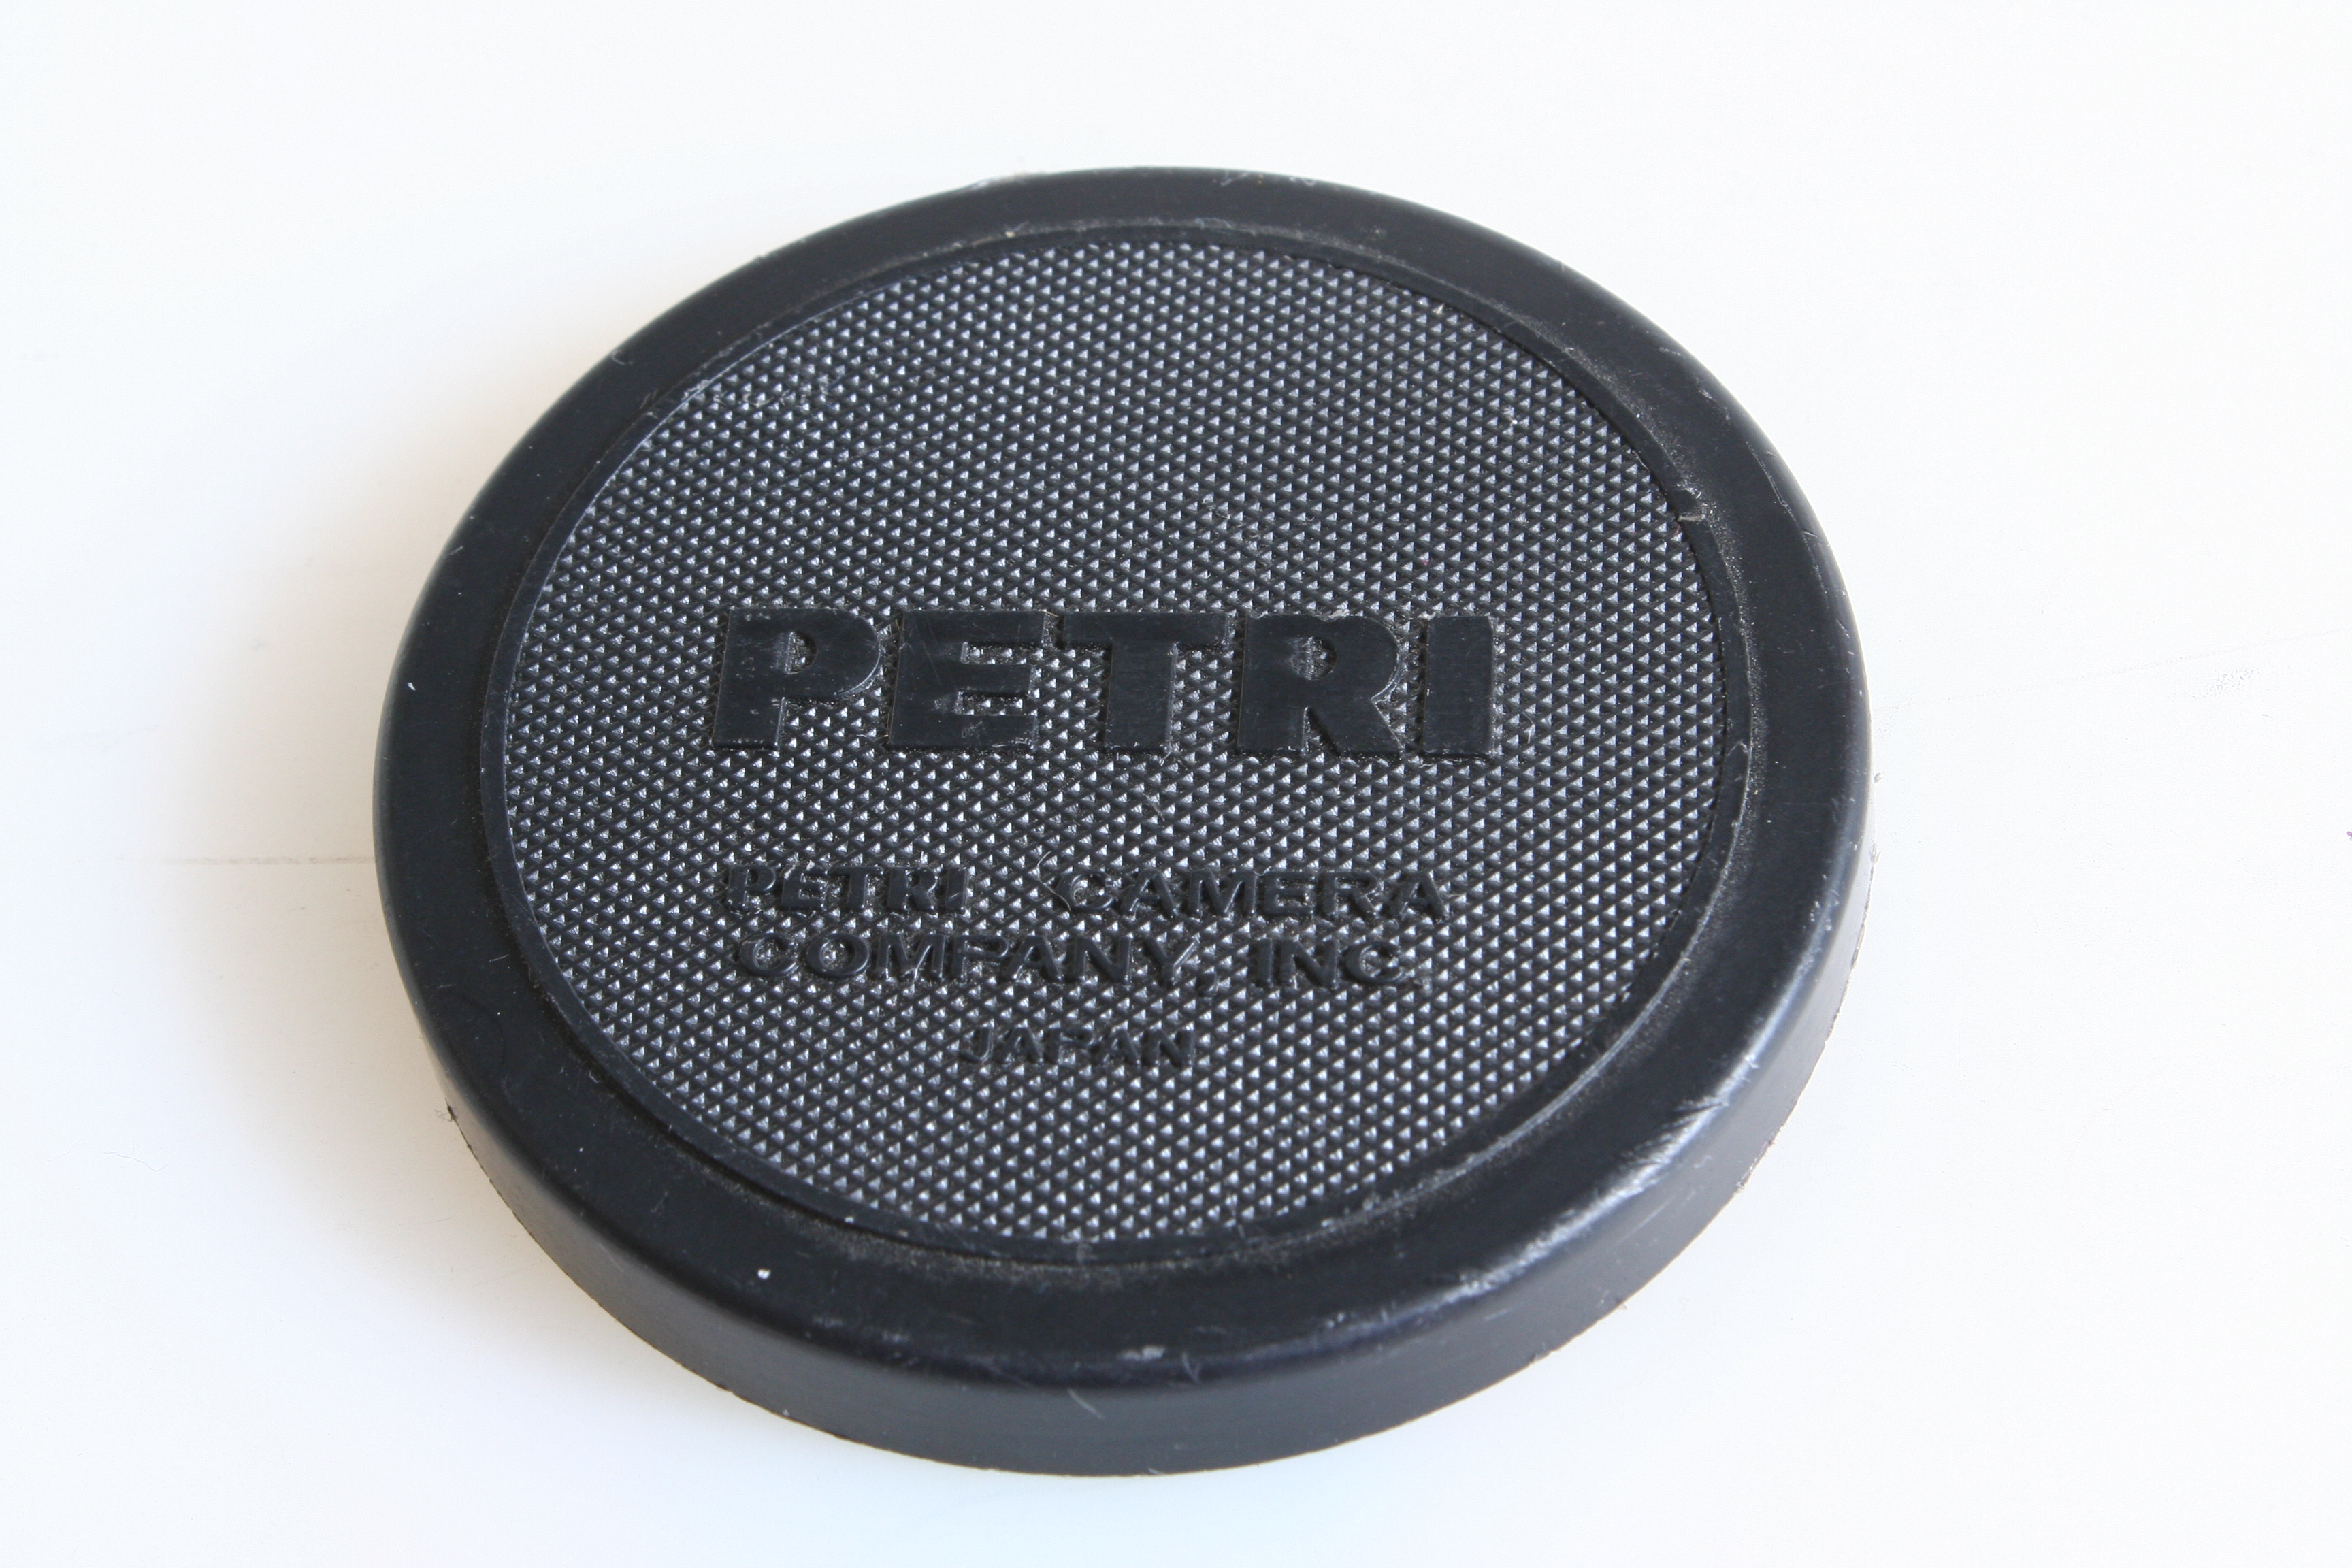 PETRI
PETRI CAMERA
COMPANY, INC.
JAPAN